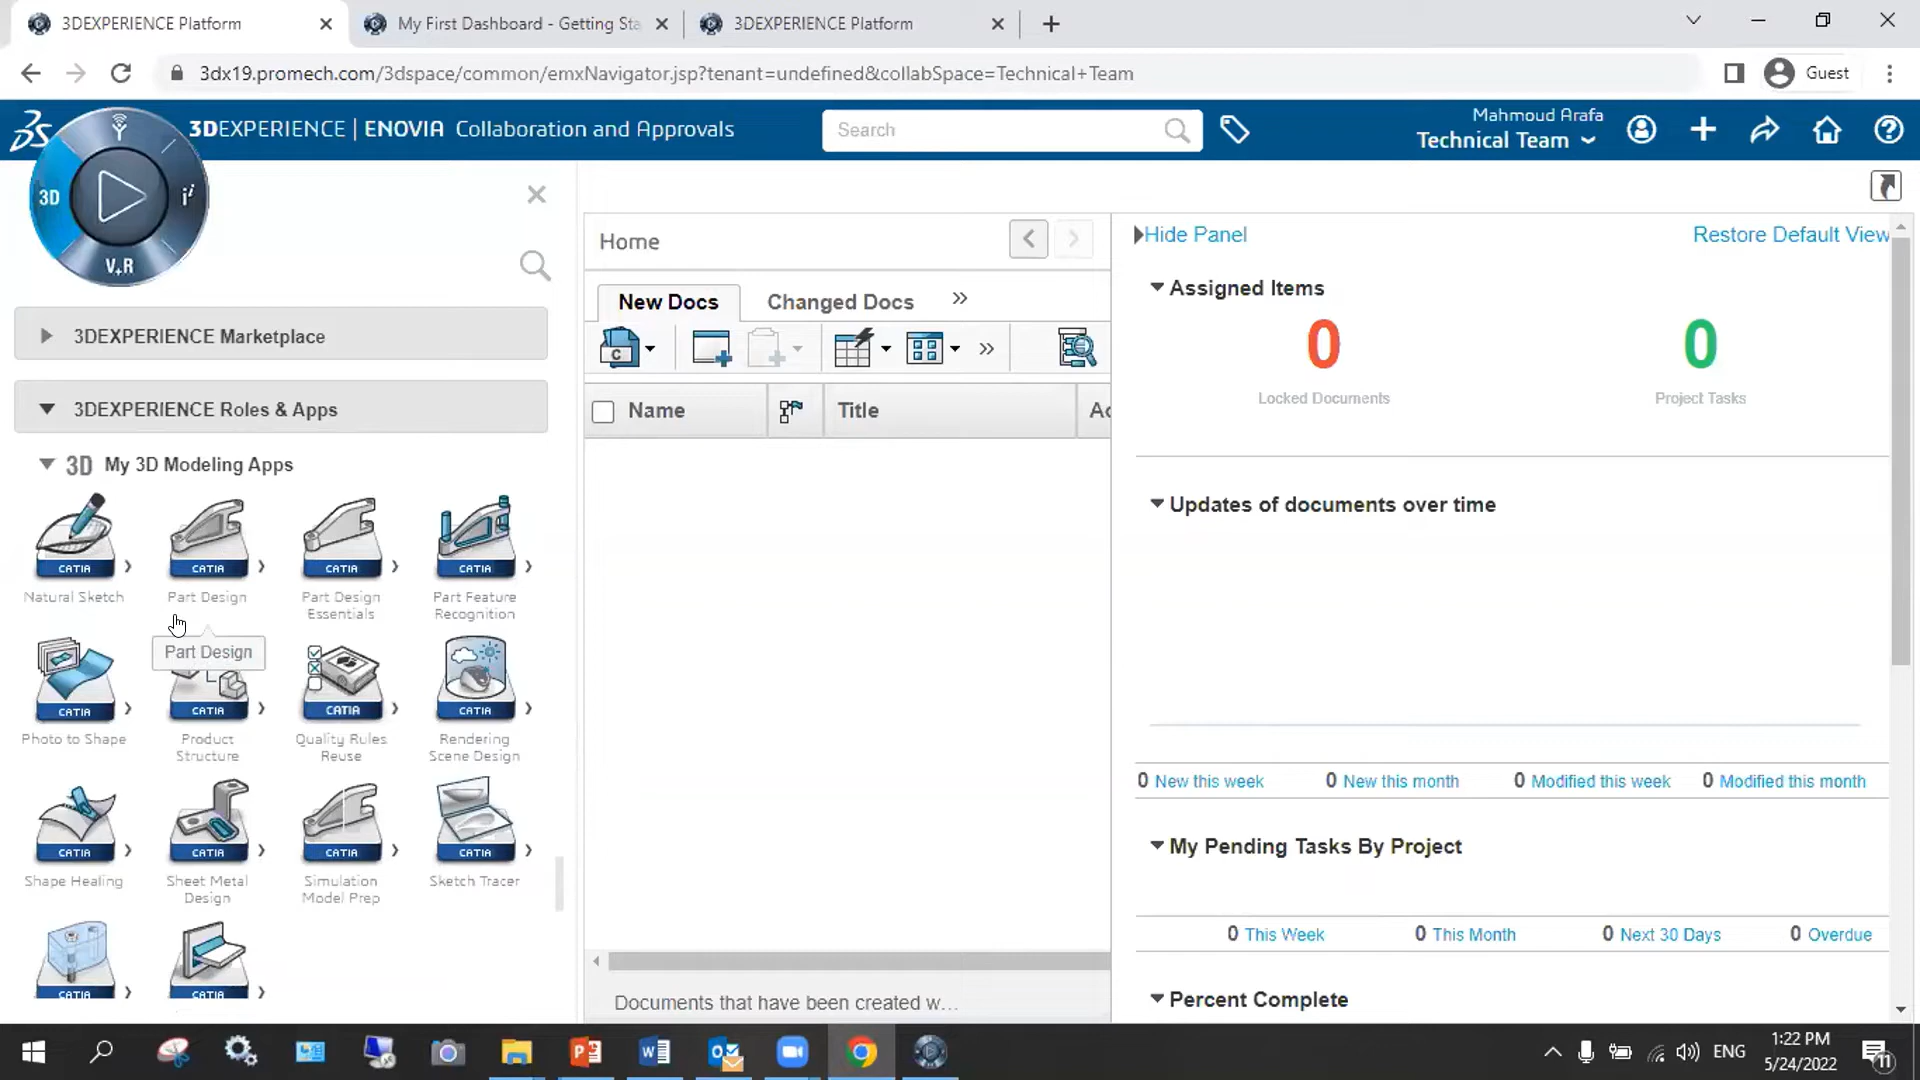 3DEXPERIENCE Platform
My First Dashboard - Getting Sta
3DEXPERIENCE Platform
3dx19.promech.com/3dspace/common/emxNavigator.jsp?tenant=undefined&collabSpace=Technical+Team
Guest
3DEXPERIENCE | ENOVIA Collaboration and Approvals
Search
Mahmoud Arafa
Technical Team
3D
i
V+R
3DEXPERIENCE Marketplace
3DEXPERIENCE Roles & Apps
3D My 3D Modeling Apps
CATIA CATIA CATIA CATIA
Natural Sketch
Part Design
Part Design Essentials
Part Feature Recognition
Part Design
CATIA CATIA CATIA CATIA
Photo to Shape
Product Structure
Quality Rules Reuse
Rendering Scene Design
CATIA CATIA CATIA CATIA
Shape Healing
Sheet Metal Design
Simulation Model Prep
Sketch Tracer
CATIA CATIA
Home
New Docs
Changed Docs
C
Name
Title
Ac
Documents that have been created w...
Hide Panel
Restore Default View
Assigned Items
0
Locked Documents
0
Project Tasks
Updates of documents over time
0 New this week
0 New this month
0 Modified this week
0 Modified this month
My Pending Tasks By Project
0 This Week
0 This Month
0 Next 30 Days
0 Overdue
Percent Complete
ENG
1:22 PM
5/24/2022
11